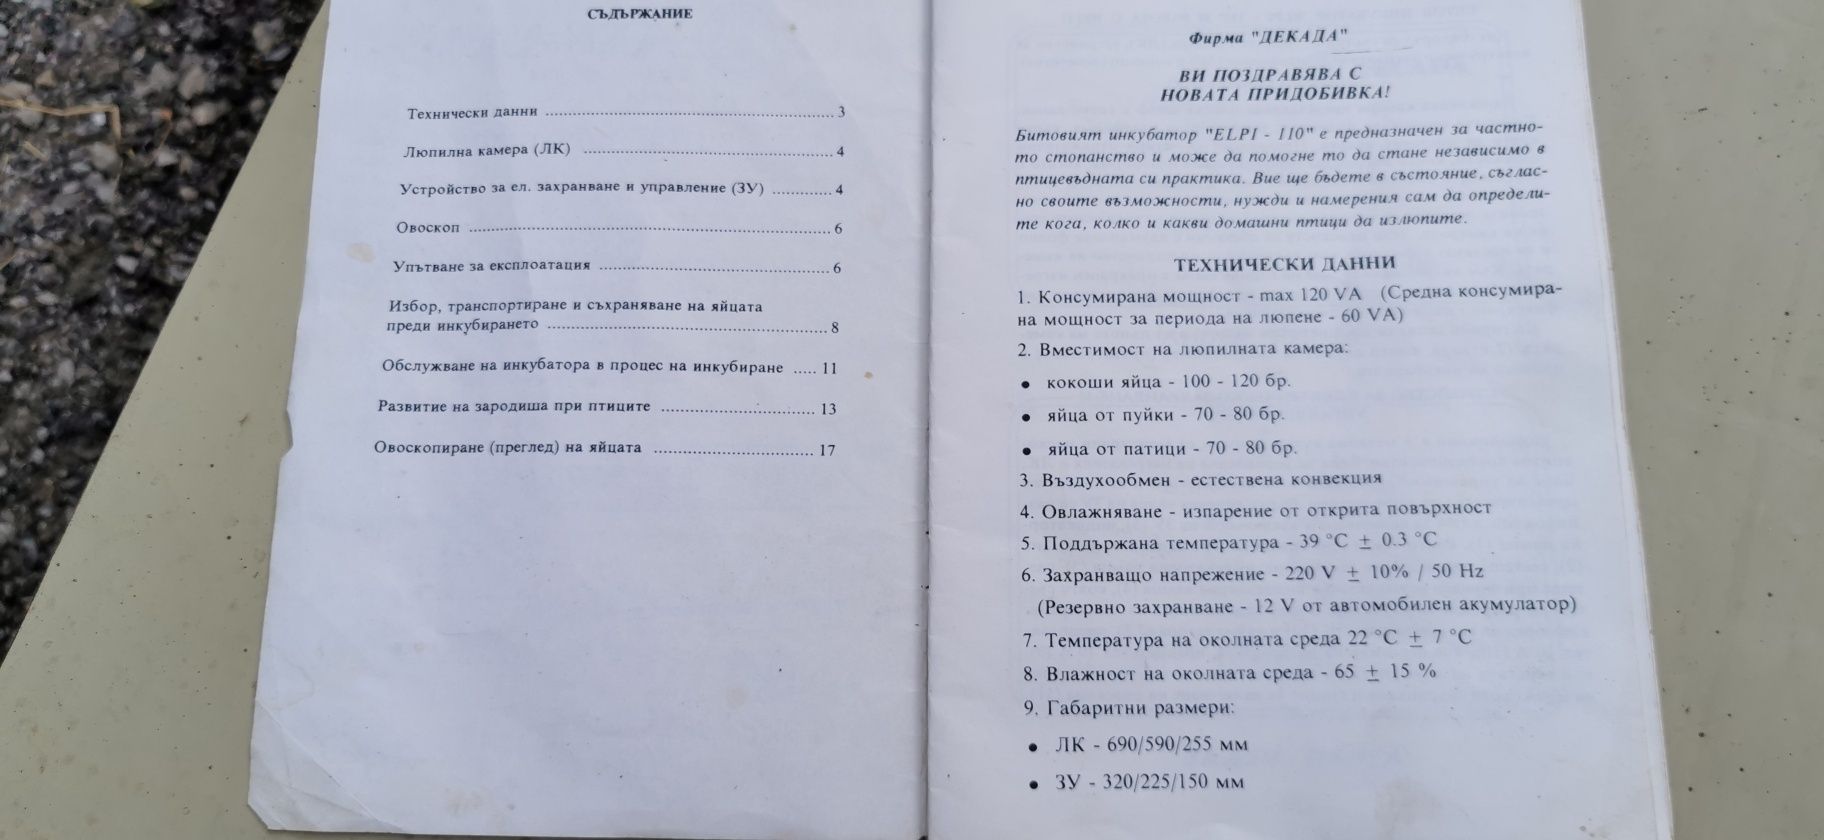 СЪДЪРЖАНИЕ
Технически данни ........................................................ 3
Люпилна камера (ЛК) ................................................ 4
Устройство за ел. захранване и управление (ЗУ) ........... 4
Овоскоп ..................................................................... 6
Упътване за експлоатация ............................................ 6
Избор, транспортиране и съхраняване на яйцата
преди инкубирането .................................................... 8
Обслужване на инкубатора в процес на инкубиране ..... 11
Развитие на зародиша при птиците ............................. 13
Овоскопиране (преглед) на яйцата .............................. 17
Фирма "ДЕКАДА"
ВИ ПОЗДРАВЯВА С
НОВАТА ПРИДОБИВКА!
Битовият инкубатор "ELPI - 110" е предназначен за частно-
то стопанство и може да помогне то да стане независимо в
птицевъдната си практика. Вие ще бъдете в състояние, съглас-
но своите възможности, нужди и намерения сам да определи-
те кога, колко и какви домашни птици да излюпите.
ТЕХНИЧЕСКИ ДАННИ
1. Консумирана мощност - max 120 VA (Средна консумира-
на мощност за периода на люпене - 60 VA)
2. Вместимост на люпилната камера:
• кокоши яйца - 100 - 120 бр.
• яйца от пуйки - 70 - 80 бр.
• яйца от патици - 70 - 80 бр.
3. Въздухообмен - естествена конвекция
4. Овлажняване - изпарение от открита повърхност
5. Поддържана температура - 39 °C ± 0.3 °C
6. Захранващо напрежение - 220 V ± 10% / 50 Hz
(Резервно захранване - 12 V от автомобилен акумулатор)
7. Температура на околната среда 22 °C ± 7 °C
8. Влажност на околната среда - 65 ± 15 %
9. Габаритни размери:
• ЛК - 690/590/255 мм
• ЗУ - 320/225/150 мм